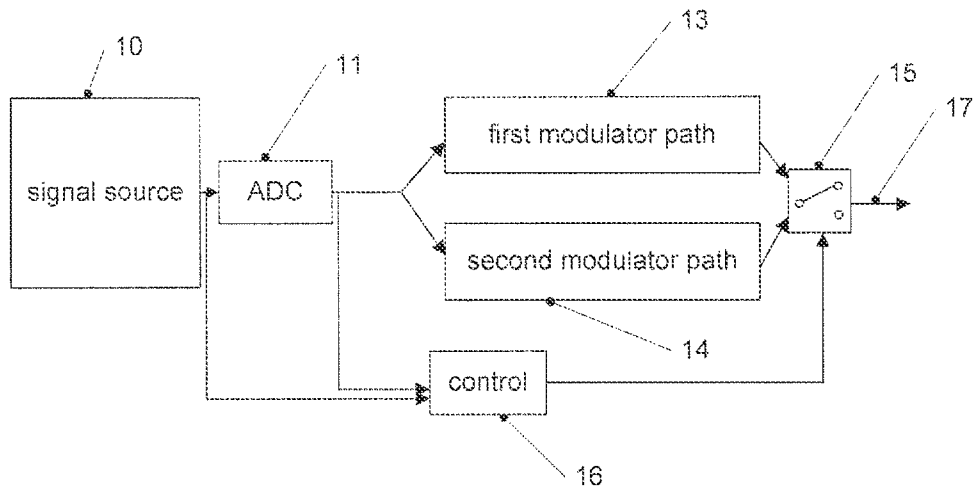 10
11
13
15
17
signal source
ADC
first modulator path
second modulator path
14
control
16